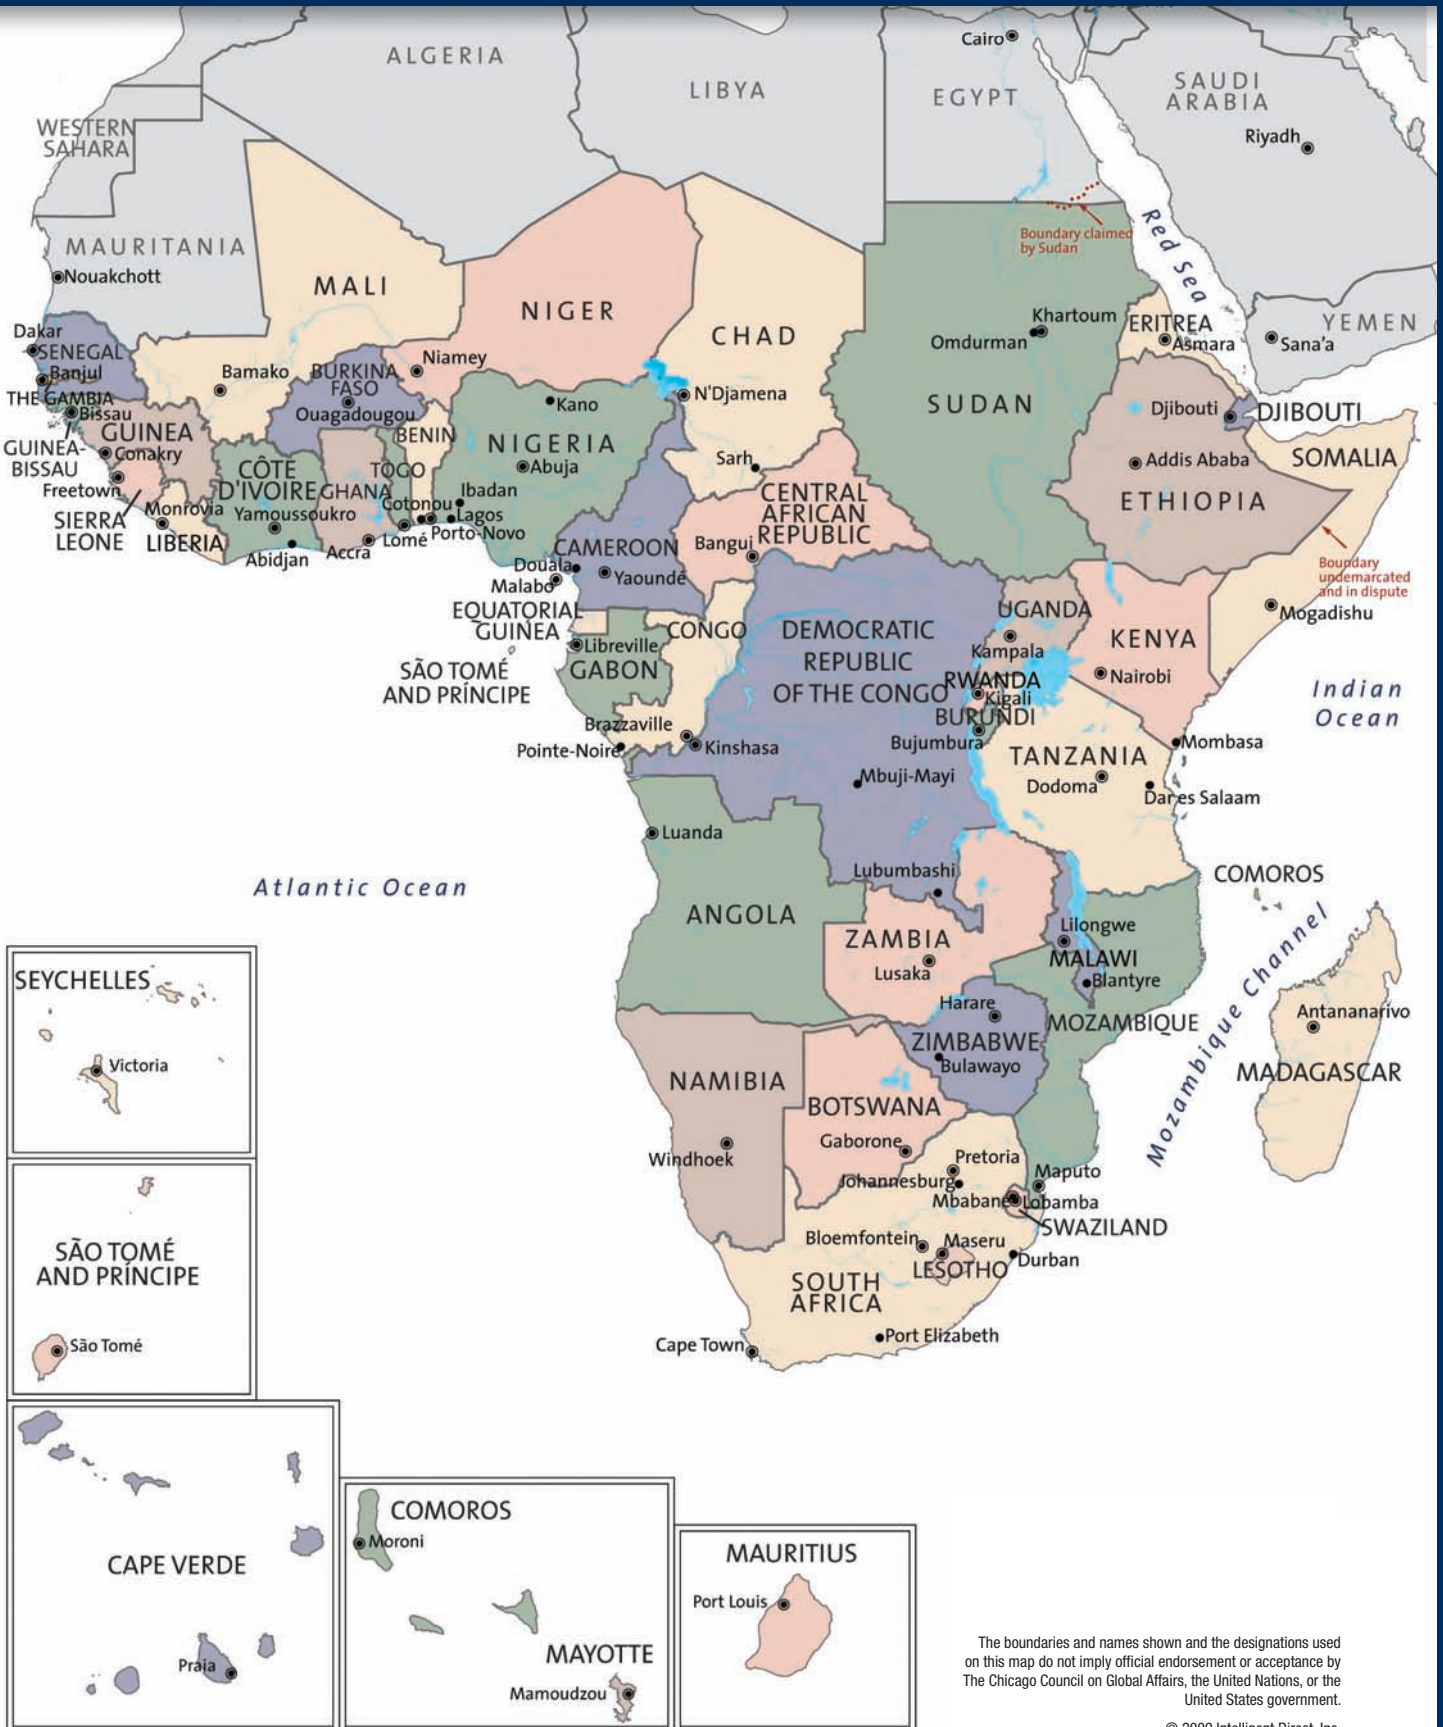 ALGERIA
LIBYA
Cairo
EGYPT
SAUDI
ARABIA
Riyadh
WESTERN
SAHARA
MAURITANIA
Nouakchott
MALI
NIGER
CHAD
Boundary claimed
by Sudan
Red Sea
Khartoum
Omdurman
ERITREA
Asmara
YEMEN
Sana'a
Dakar
SENEGAL
Banjul
THE GAMBIA
Bissau
GUINEA-
BISSAU
GUINEA
Conakry
Freetown
SIERRA
LEONE
Monrovia
LIBERIA
Bamako
BURKINA
FASO
Ouagadougou
Niamey
CÔTE
D'IVOIRE
Yamoussoukro
Abidjan
GHANA
Accra
TOGO
Lomé
BENIN
Cotonou
Porto-Novo
Kano
NIGERIA
Abuja
Ibadan
Lagos
N'Djamena
Sarh
SUDAN
Djibouti
DJIBOUTI
Addis Ababa
ETHIOPIA
SOMALIA
Boundary
undemarcated
and in dispute
Mogadishu
CENTRAL
AFRICAN
REPUBLIC
Bangui
CAMEROON
Douala
Yaoundé
Malabo
EQUATORIAL
GUINEA
SÃO TOMÉ
AND PRÍNCIPE
Libreville
GABON
CONGO
Brazzaville
Pointe-Noire
Kinshasa
DEMOCRATIC
REPUBLIC
OF THE CONGO
Mbuji-Mayi
Lubumbashi
UGANDA
Kampala
KENYA
Nairobi
Mombasa
RWANDA
Kigali
BURUNDI
Bujumbura
TANZANIA
Dodoma
Dar es Salaam
Indian
Ocean
Atlantic Ocean
Luanda
ANGOLA
ZAMBIA
Lusaka
Lilongwe
MALAWI
Blantyre
COMOROS
Mozambique Channel
Harare
ZIMBABWE
Bulawayo
MOZAMBIQUE
Antananarivo
MADAGASCAR
NAMIBIA
Windhoek
BOTSWANA
Gaborone
Pretoria
Johannesburg
Maputo
Mbabane
Lobamba
SWAZILAND
Bloemfontein
Maseru
LESOTHO
Durban
SOUTH
AFRICA
Port Elizabeth
Cape Town
SEYCHELLES
Victoria
SÃO TOMÉ
AND PRÍNCIPE
São Tomé
CAPE VERDE
Praia
COMOROS
Moroni
MAYOTTE
Mamoudzou
MAURITIUS
Port Louis
The boundaries and names shown and the designations used
on this map do not imply official endorsement or acceptance by
The Chicago Council on Global Affairs, the United Nations, or the
United States government.